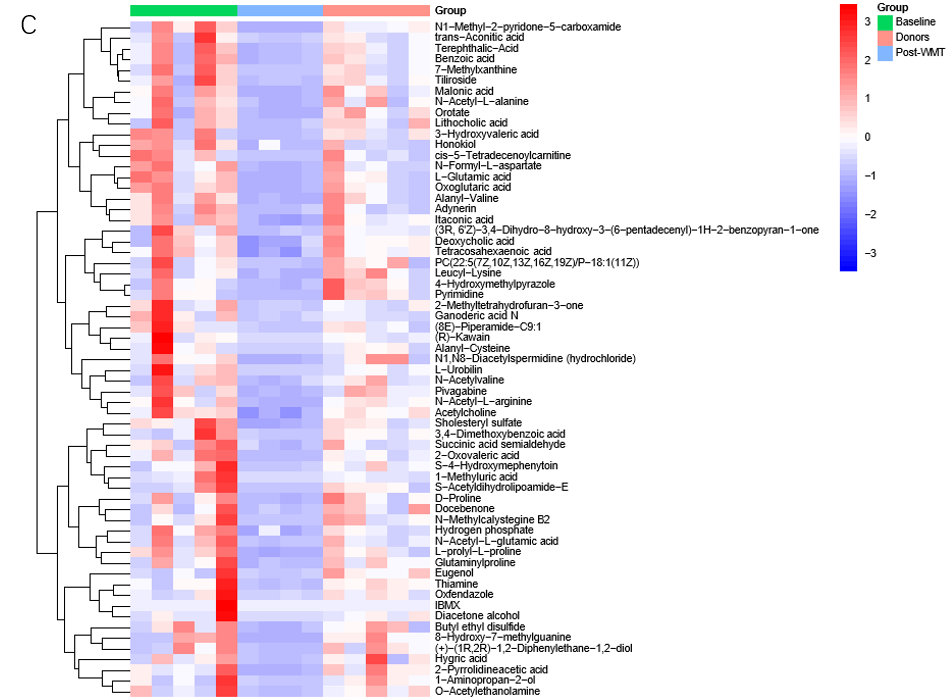 C
Group
N1-Methyl-2-pyridone-5-carboxamide
trans-Aconitic acid
Terephthalic-Acid
Benzoic acid
7-Methylxanthine
Tiliroside
Malonic acid
N-Acetyl-L-alanine
Orotate
Lithocholic acid
3-Hydroxyvaleric acid
Honokiol
cis-5-Tetradecenoylcarnitine
N-Formyl-L-aspartate
L-Glutamic acid
Oxoglutaric acid
Alanyl-Valine
Adynerin
Itaconic acid
(3R, 6'Z)-3,4-Dihydro-8-hydroxy-3-(6-pentadecenyl)-1H-2-benzopyran-1-one
Deoxycholic acid
Tetracosahexaenoic acid
PC(22:5(7Z,10Z,13Z,16Z,19Z)/P-18:1(11Z))
Leucyl-Lysine
4-Hydroxymethylpyrazole
Pyrimidine
2-Methyltetrahydrofuran-3-one
Ganoderic acid N
(8E)-Piperamide-C9:1
(R)-Kawain
Alanyl-Cysteine
N1,N8-Diacetylspermidine (hydrochloride)
L-Urobilin
N-Acetylvaline
Pivagabine
N-Acetyl-L-arginine
Acetylcholine
Sholesteryl sulfate
3,4-Dimethoxybenzoic acid
Succinic acid semialdehyde
2-Oxovaleric acid
S-4-Hydroxymephenytoin
1-Methyluric acid
S-Acetyldihydrolipoamide-E
D-Proline
Docebenone
N-Methylcalystegine B2
Hydrogen phosphate
N-Acetyl-L-glutamic acid
L-prolyl-L-proline
Glutaminylproline
Eugenol
Thiamine
Oxfendazole
IBMX
Diacetone alcohol
Butyl ethyl disulfide
8-Hydroxy-7-methylguanine
(+)-(1R,2R)-1,2-Diphenylethane-1,2-diol
Hygric acid
2-Pyrrolidineacetic acid
1-Aminopropan-2-ol
O-Acetylethanolamine
3
2
1
0
-1
-2
-3
Group
Baseline
Donors
Post-WMT